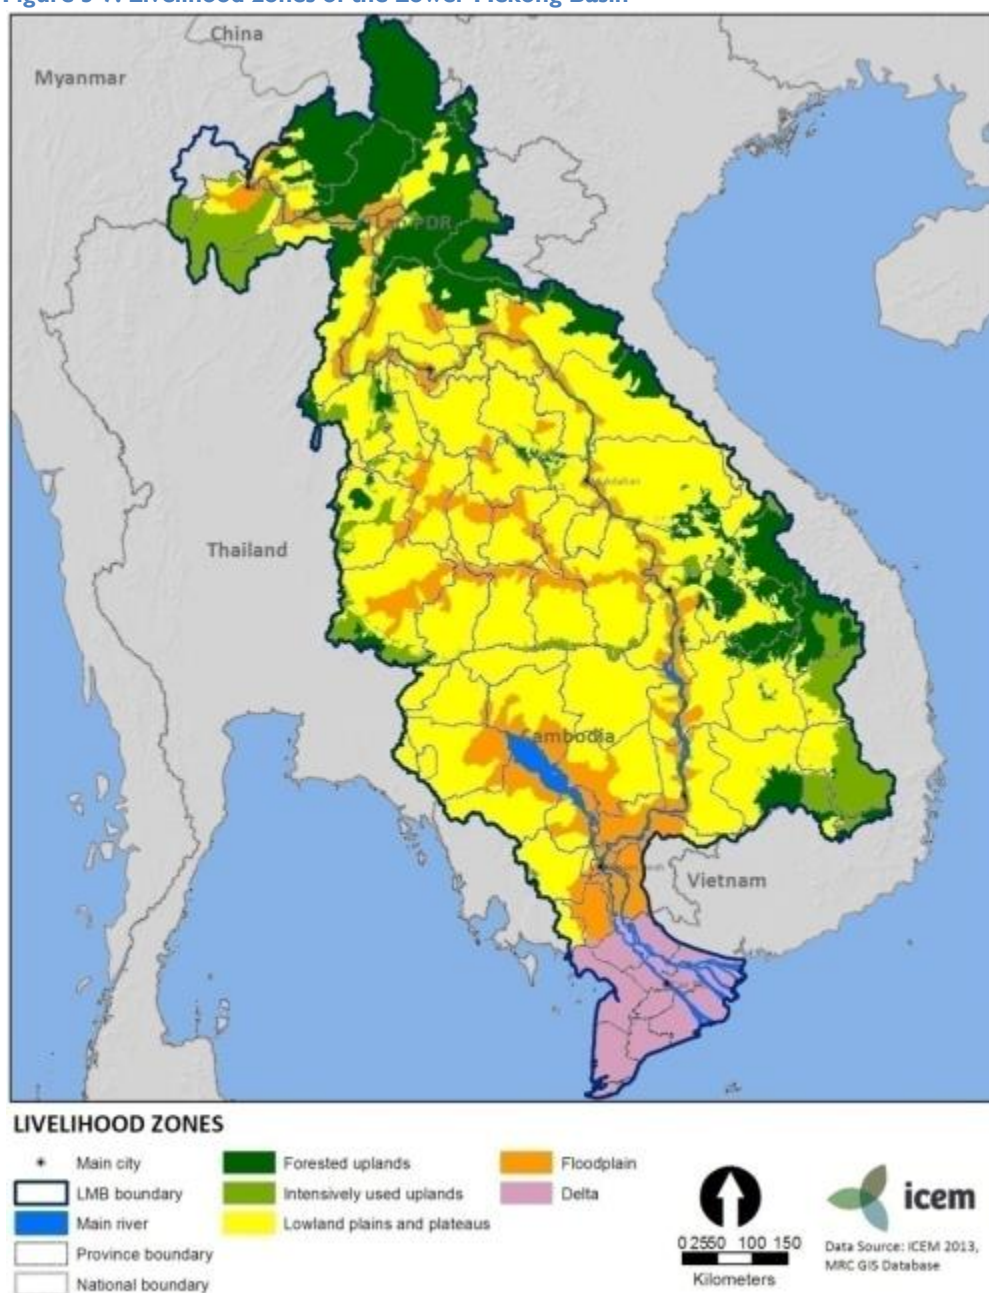 China
Myanmar
PDR
Thailand
Cambodia
Vietnam
LIVELIHOOD ZONES
Main city
Forested uplands
Floodplain
LMB boundary
Intensively used uplands
Delta
Main river
Lowland plains and plateaus
Province boundary
National boundary
0 25 50 100 150
Kilometers
icem
Data Source: ICEM 2013,
MRC GIS Database